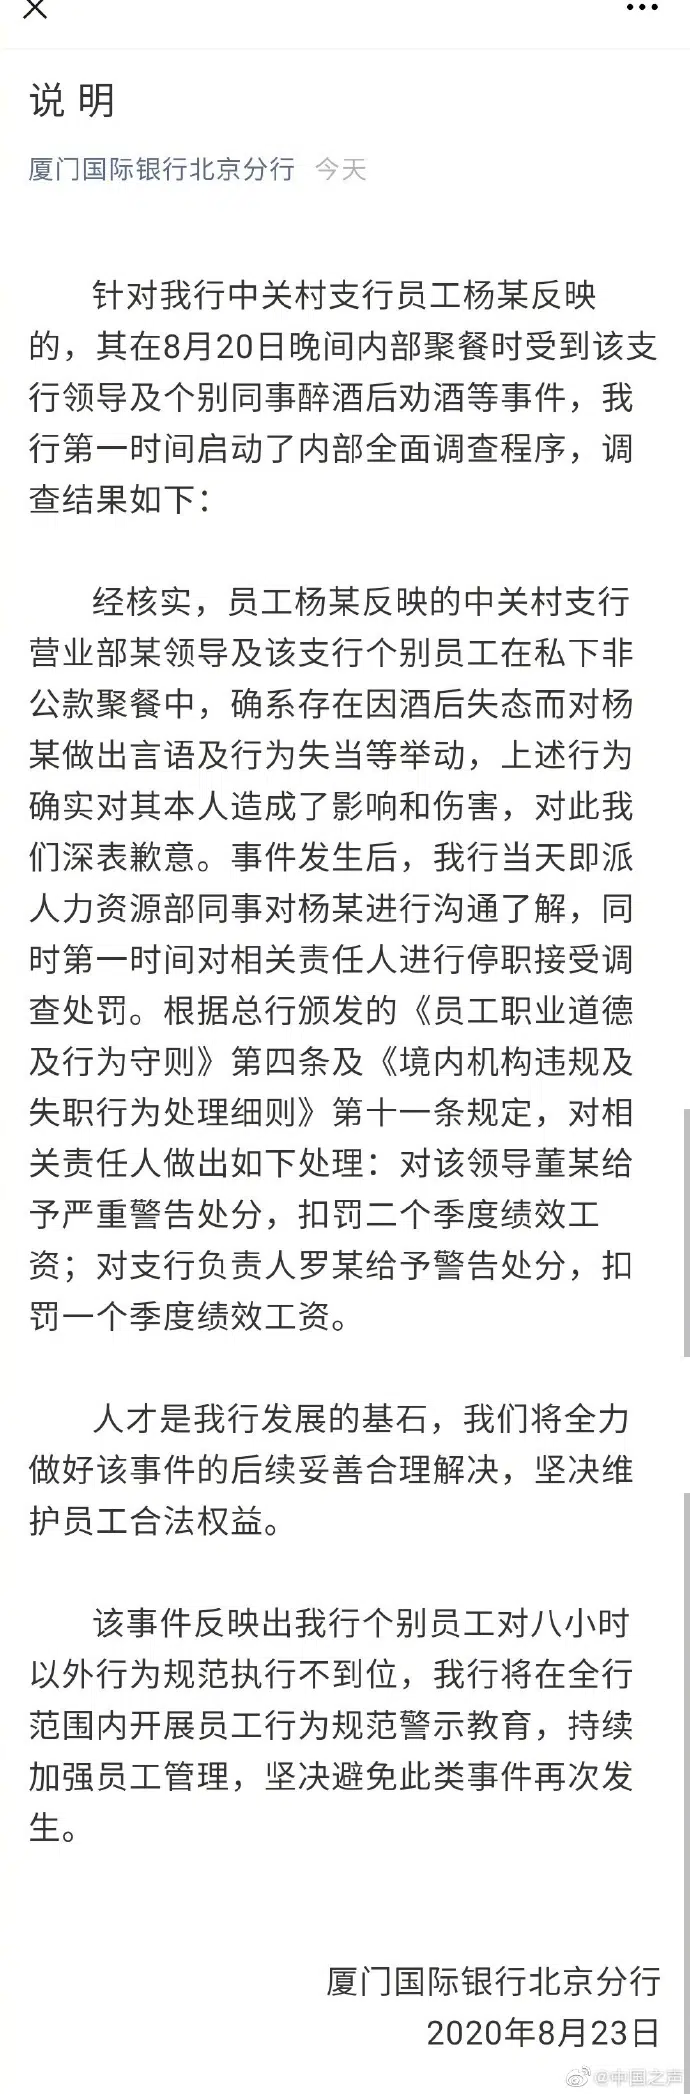 说 明
厦门国际银行北京分行 今天
针对我行中关村支行员工杨某反映
的，其在8月20日晚间内部聚餐时受到该支
行领导及个别同事醉酒后劝酒等事件，我
行第一时间启动了内部全面调查程序，调
查结果如下：
经核实，员工杨某反映的中关村支行
营业部某领导及该支行个别员工在私下非
公款聚餐中，确系存在因酒后失态而对杨
某做出言语及行为失当等举动，上述行为
确实对其本人造成了影响和伤害，对此我
们深表歉意。事件发生后，我行当天即派
人力资源部同事对杨某进行沟通了解，同
时第一时间对相关责任人进行停职接受调
查处罚。根据总行颁发的《员工职业道德
及行为守则》第四条及《境内机构违规及
失职行为处理细则》第十一条规定，对相
关责任人做出如下处理：对该领导董某给
予严重警告处分，扣罚二个季度绩效工
资；对支行负责人罗某给予警告处分，扣
罚一个季度绩效工资。
人才是我行发展的基石，我们将全力
做好该事件的后续妥善合理解决，坚决维
护员工合法权益。
该事件反映出我行个别员工对八小时
以外行为规范执行不到位，我行将在全行
范围内开展员工行为规范警示教育，持续
加强员工管理，坚决避免此类事件再次发
生。
厦门国际银行北京分行
2020年8月23日
@中国之声